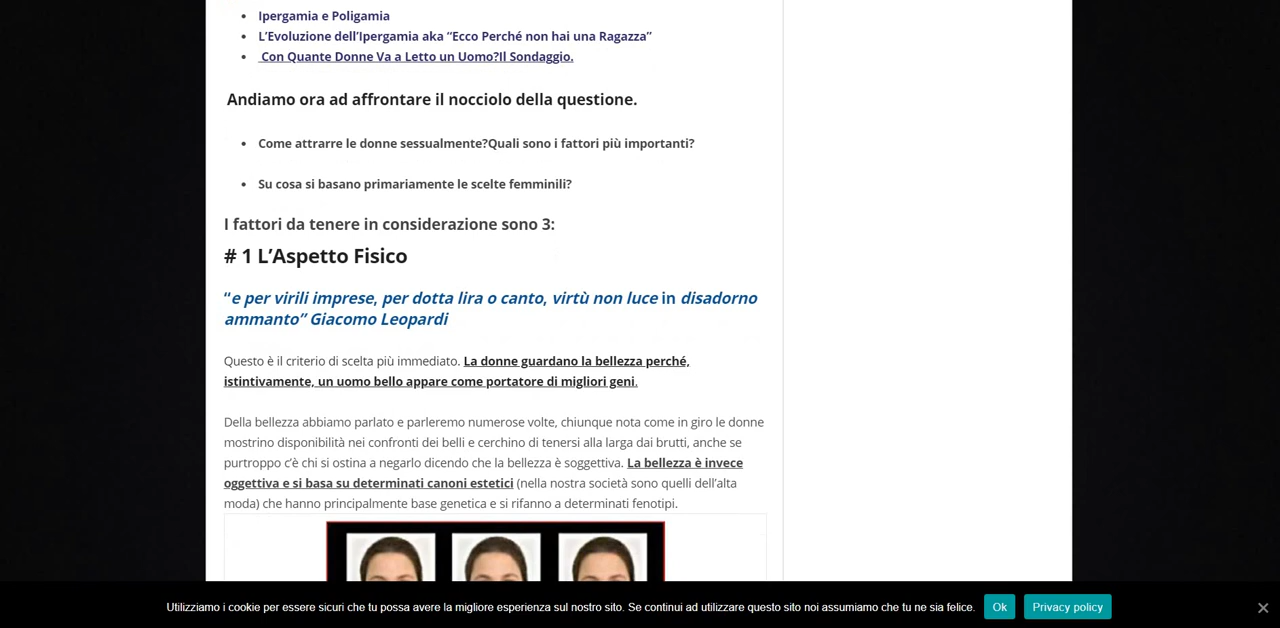 Ipergamia e Poligamia
L’Evoluzione dell’Ipergamia aka “Ecco Perché non hai una Ragazza”
Con Quante Donne Va a Letto un Uomo?Il Sondaggio.
Andiamo ora ad affrontare il nocciolo della questione.
Come attrarre le donne sessualmente?Quali sono i fattori più importanti?
Su cosa si basano primariamente le scelte femminili?
I fattori da tenere in considerazione sono 3:
# 1 L’Aspetto Fisico
“e per virili imprese, per dotta lira o canto, virtù non luce in disadorno
ammanto” Giacomo Leopardi
Questo è il criterio di scelta più immediato. La donne guardano la bellezza perché,
istintivamente, un uomo bello appare come portatore di migliori geni.
Della bellezza abbiamo parlato e parleremo numerose volte, chiunque nota come in giro le donne
mostrino disponibilità nei confronti dei belli e cerchino di tenersi alla larga dai brutti, anche se
purtroppo c’è chi si ostina a negarlo dicendo che la bellezza è soggettiva. La bellezza è invece
oggettiva e si basa su determinati canoni estetici (nella nostra società sono quelli dell’alta
moda) che hanno principalmente base genetica e si rifanno a determinati fenotipi.
Utilizziamo i cookie per essere sicuri che tu possa avere la migliore esperienza sul nostro sito. Se continui ad utilizzare questo sito noi assumiamo che tu ne sia felice. Ok Privacy policy